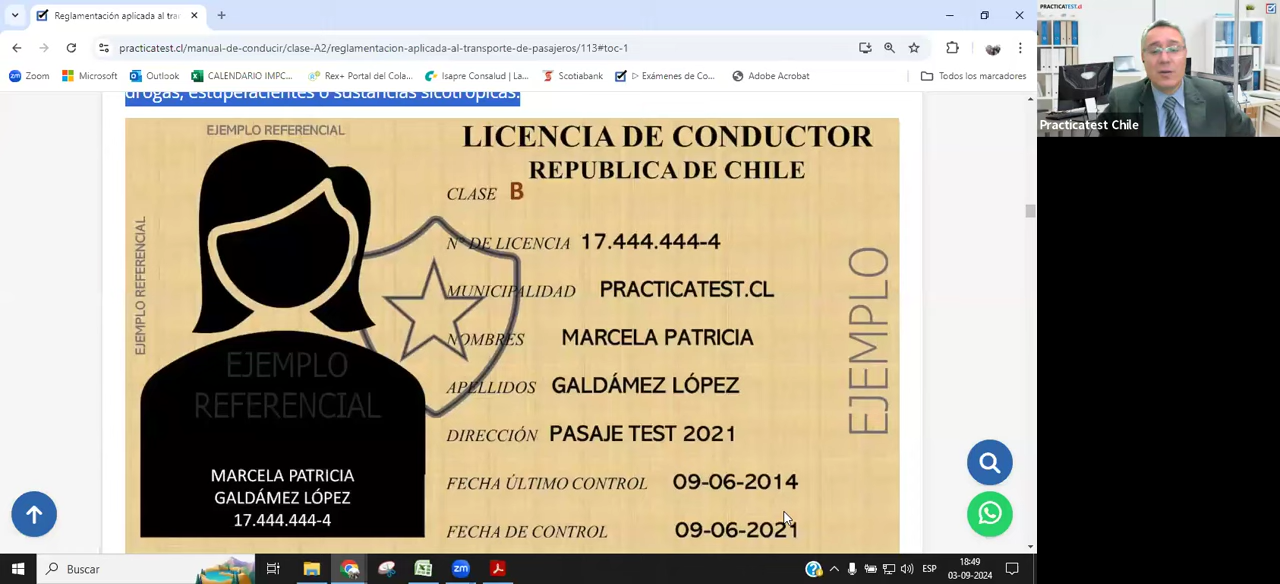 Reglamentación aplicada al tra
practicatest.cl/manual-de-conducir/clase-A2/reglamentacion-aplicada-al-transporte-de-pasajeros/113#toc-1
Zoom
Microsoft
Outlook
CALENDARIO IMPC...
Rex+ Portal del Cola...
Isapre Consalud | La...
Scotiabank
▷ Exámenes de Co...
Adobe Acrobat
Todos los marcadores
drogas, estupefacientes o sustancias sicotrópicas.
EJEMPLO REFERENCIAL
EJEMPLO REFERENCIAL
LICENCIA DE CONDUCTOR
REPUBLICA DE CHILE
CLASE B
N° DE LICENCIA 17.444.444-4
MUNICIPALIDAD PRACTICATEST.CL
NOMBRES MARCELA PATRICIA
APELLIDOS GALDÁMEZ LÓPEZ
DIRECCIÓN PASAJE TEST 2021
FECHA ÚLTIMO CONTROL 09-06-2014
FECHA DE CONTROL 09-06-2021
EJEMPLO
EJEMPLO
REFERENCIAL
MARCELA PATRICIA
GALDÁMEZ LÓPEZ
17.444.444-4
PRACTICATEST.CL
Practicatest Chile
Buscar
ESP
18:49
03-09-2024